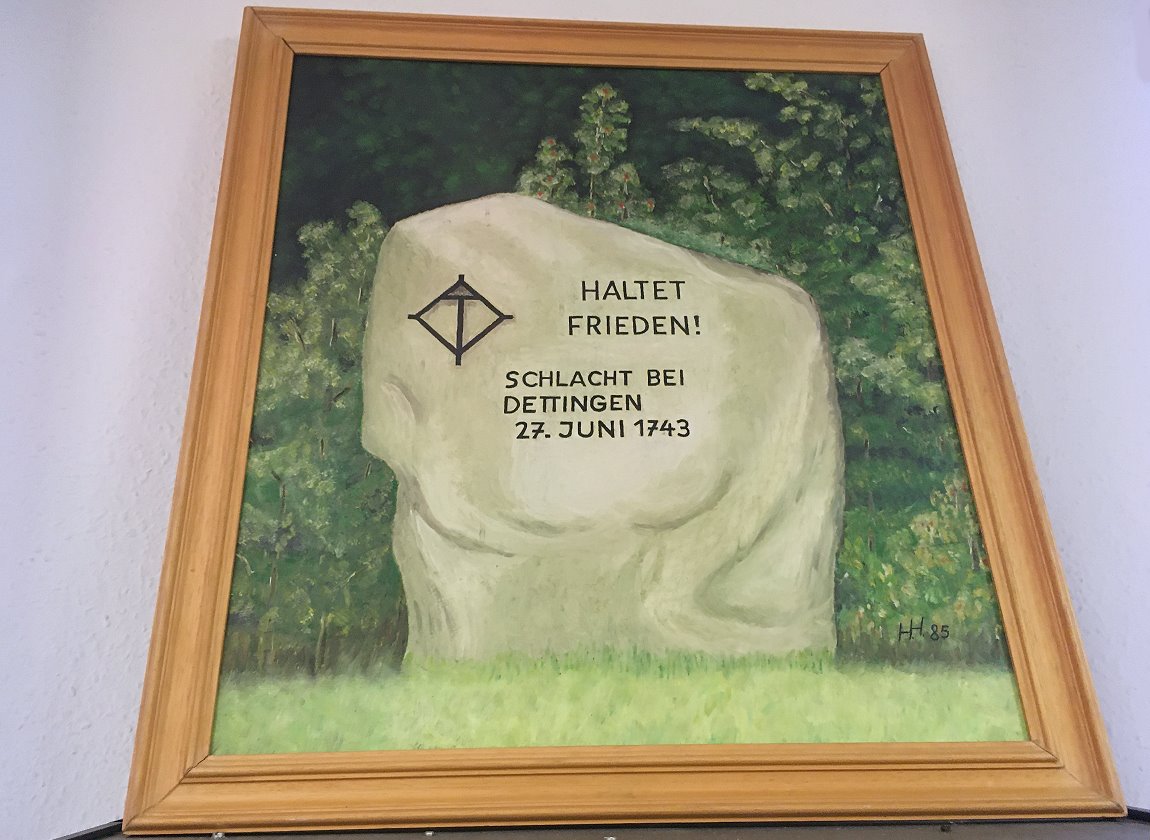 HALTET
FRIEDEN!
SCHLACHT BEI
DETTINGEN
27. JUNI 1743
HH 85